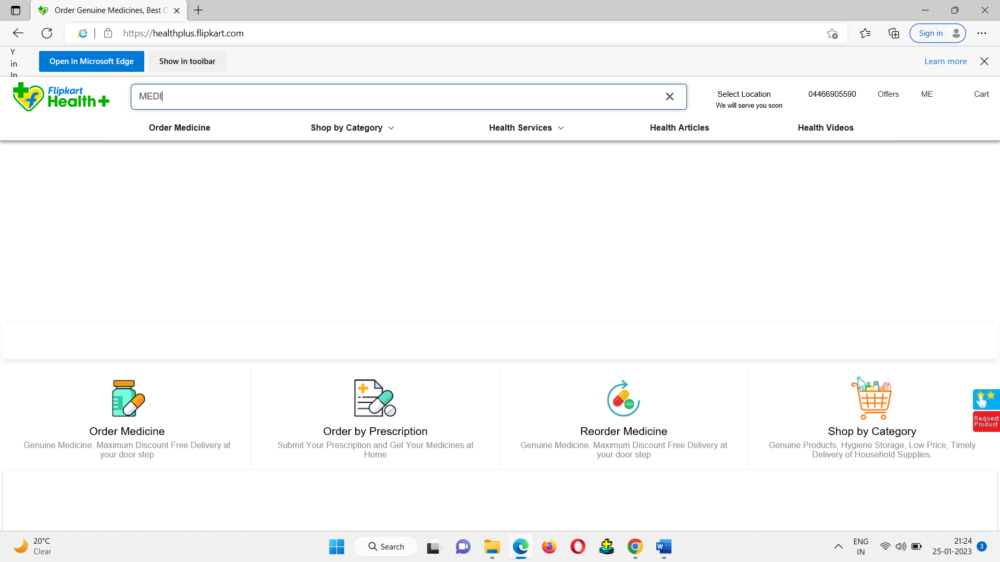 Order Genuine Medicines, Best O
https://healthplus.flipkart.com
Sign in
Y
in
In
Open in Microsoft Edge
Show in toolbar
Learn more
Flipkart
Health+
MEDI
Select Location
We will serve you soon
04466905590
Offers
ME
Cart
Order Medicine
Shop by Category
Health Services
Health Articles
Health Videos
Order Medicine
Genuine Medicine. Maximum Discount Free Delivery at
your door step
Order by Prescription
Submit Your Prescription and Get Your Medicines at
Home
Reorder Medicine
Genuine Medicine. Maximum Discount Free Delivery at
your door step
Shop by Category
Genuine Products, Hygiene Storage, Low Price, Timely
Delivery of Household Supplies.
Request
Product
20°C
Clear
Search
ENG
IN
21:24
25-01-2023
3